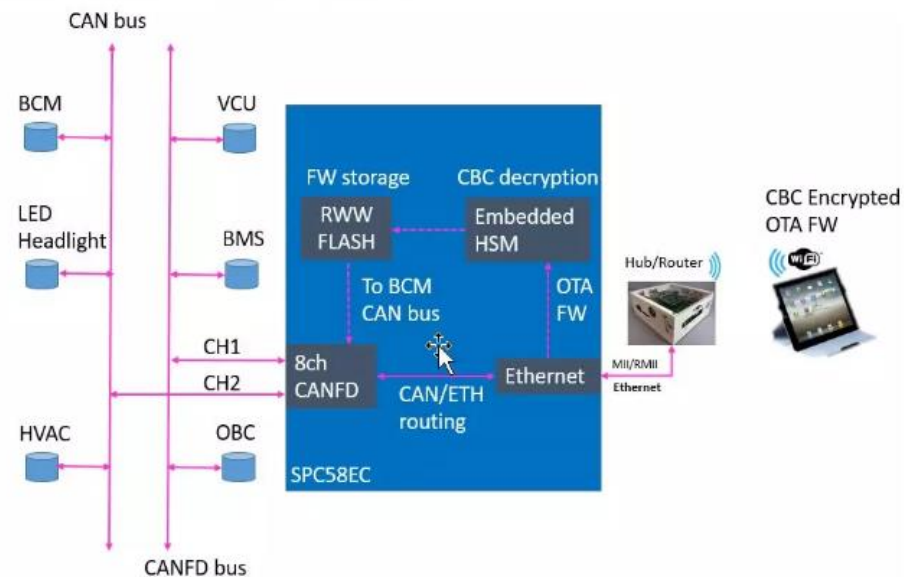 CAN bus
BCM
VCU
LED
Headlight
BMS
CH1
CH2
HVAC
OBC
CANFD bus
FW storage
CBC decryption
RWW
FLASH
Embedded
HSM
To BCM
CAN bus
OTA
FW
8ch
CANFD
Ethernet
CAN/ETH
routing
SPC58EC
Hub/Router
MII/RMII
Ethernet
CBC Encrypted
OTA FW
WiFi